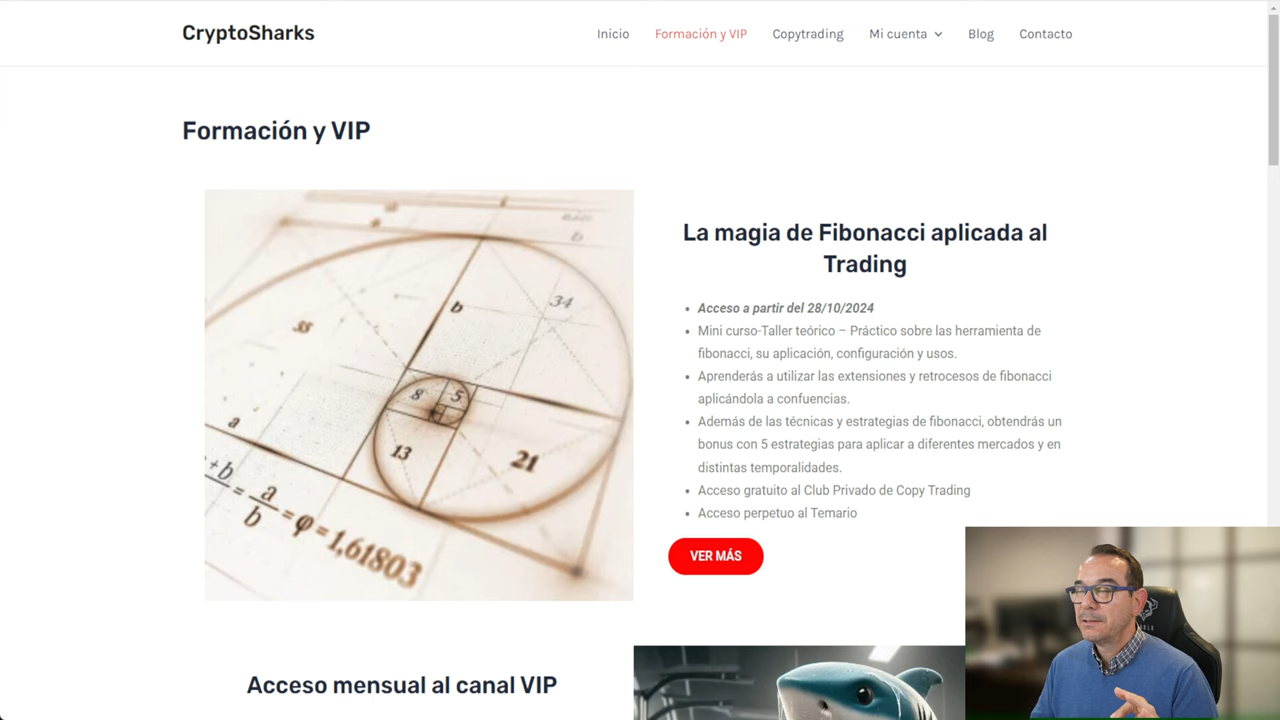 CryptoSharks
Inicio
Formación y VIP
Copytrading
Mi cuenta
Blog
Contacto
Formación y VIP
55
34
b
8
5
a
13
21
a
b
= φ = 1,61803
La magia de Fibonacci aplicada al
Trading
Acceso a partir del 28/10/2024
Mini curso-Taller teórico – Práctico sobre las herramienta de
fibonacci, su aplicación, configuración y usos.
Aprenderás a utilizar las extensiones y retrocesos de fibonacci
aplicándola a confuencias.
Además de las técnicas y estrategias de fibonacci, obtendrás un
bonus con 5 estrategias para aplicar a diferentes mercados y en
distintas temporalidades.
Acceso gratuito al Club Privado de Copy Trading
Acceso perpetuo al Temario
VER MÁS
Acceso mensual al canal VIP